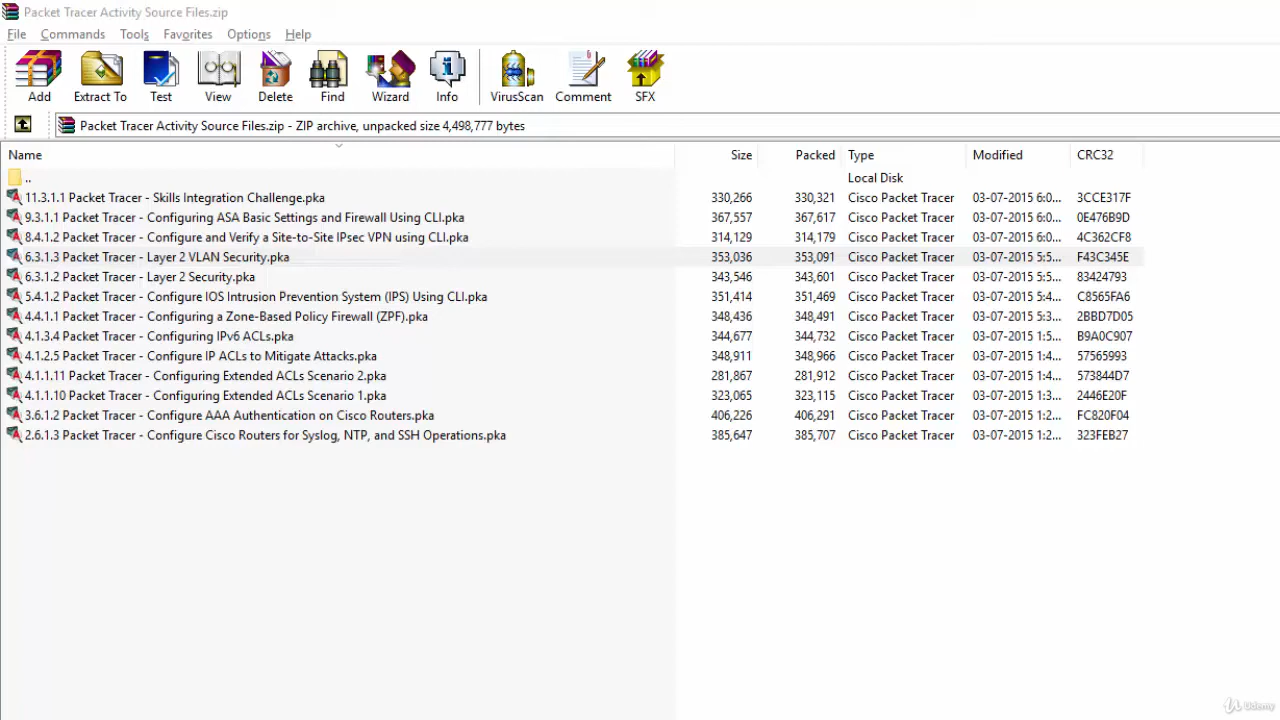 Packet Tracer Activity Source Files.zip
File Commands Tools Favorites Options Help
Add Extract To Test View Delete Find Wizard Info VirusScan Comment SFX
Packet Tracer Activity Source Files.zip - ZIP archive, unpacked size 4,498,777 bytes
Name Size Packed Type Modified CRC32
.. Local Disk
11.3.1.1 Packet Tracer - Skills Integration Challenge.pka 330,266 330,321 Cisco Packet Tracer 03-07-2015 6:0... 3CCE317F
9.3.1.1 Packet Tracer - Configuring ASA Basic Settings and Firewall Using CLI.pka 367,557 367,617 Cisco Packet Tracer 03-07-2015 6:0... 0E476B9D
8.4.1.2 Packet Tracer - Configure and Verify a Site-to-Site IPsec VPN using CLI.pka 314,129 314,179 Cisco Packet Tracer 03-07-2015 6:0... 4C362CF8
6.3.1.3 Packet Tracer - Layer 2 VLAN Security.pka 353,036 353,091 Cisco Packet Tracer 03-07-2015 5:5... F43C345E
6.3.1.2 Packet Tracer - Layer 2 Security.pka 343,546 343,601 Cisco Packet Tracer 03-07-2015 5:5... 83424793
5.4.1.2 Packet Tracer - Configure IOS Intrusion Prevention System (IPS) Using CLI.pka 351,414 351,469 Cisco Packet Tracer 03-07-2015 5:4... C8565FA6
4.4.1.1 Packet Tracer - Configuring a Zone-Based Policy Firewall (ZPF).pka 348,436 348,491 Cisco Packet Tracer 03-07-2015 5:3... 2BBD7D05
4.1.3.4 Packet Tracer - Configuring IPv6 ACLs.pka 344,677 344,732 Cisco Packet Tracer 03-07-2015 1:5... B9A0C907
4.1.2.5 Packet Tracer - Configure IP ACLs to Mitigate Attacks.pka 348,911 348,966 Cisco Packet Tracer 03-07-2015 1:4... 57565993
4.1.1.11 Packet Tracer - Configuring Extended ACLs Scenario 2.pka 281,867 281,912 Cisco Packet Tracer 03-07-2015 1:4... 573844D7
4.1.1.10 Packet Tracer - Configuring Extended ACLs Scenario 1.pka 323,065 323,115 Cisco Packet Tracer 03-07-2015 1:3... 2446E20F
3.6.1.2 Packet Tracer - Configure AAA Authentication on Cisco Routers.pka 406,226 406,291 Cisco Packet Tracer 03-07-2015 1:2... FC820F04
2.6.1.3 Packet Tracer - Configure Cisco Routers for Syslog, NTP, and SSH Operations.pka 385,647 385,707 Cisco Packet Tracer 03-07-2015 1:2... 323FEB27
Udemy